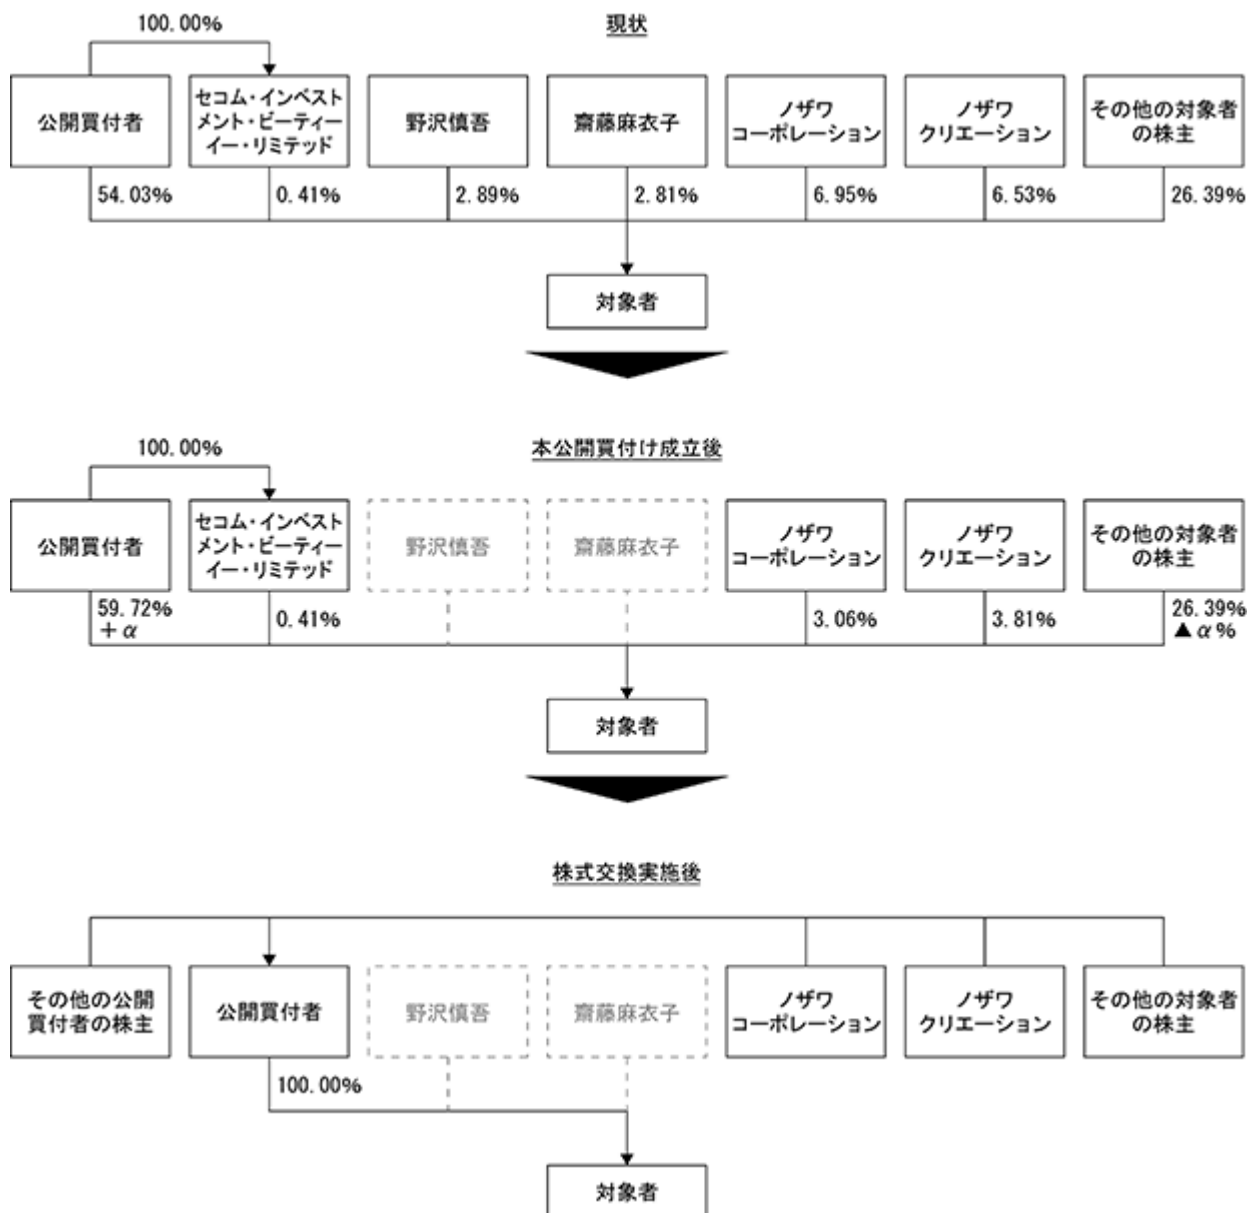 現状
100.00%
公開買付者
セコム・インベスト
メント・ピーティー
イー・リミテッド
野沢慎吾
齋藤麻衣子
ノザワ
コーポレーション
ノザワ
クリエーション
その他の対象者
の株主
54.03%
0.41%
2.89%
2.81%
6.95%
6.53%
26.39%
対象者
本公開買付け成立後
100.00%
公開買付者
セコム・インベスト
メント・ピーティー
イー・リミテッド
野沢慎吾
齋藤麻衣子
ノザワ
コーポレーション
ノザワ
クリエーション
その他の対象者
の株主
59.72%
+α
0.41%
3.06%
3.81%
26.39%
▲α%
対象者
株式交換実施後
その他の公開
買付者の株主
公開買付者
野沢慎吾
齋藤麻衣子
ノザワ
コーポレーション
ノザワ
クリエーション
その他の対象者
の株主
100.00%
対象者